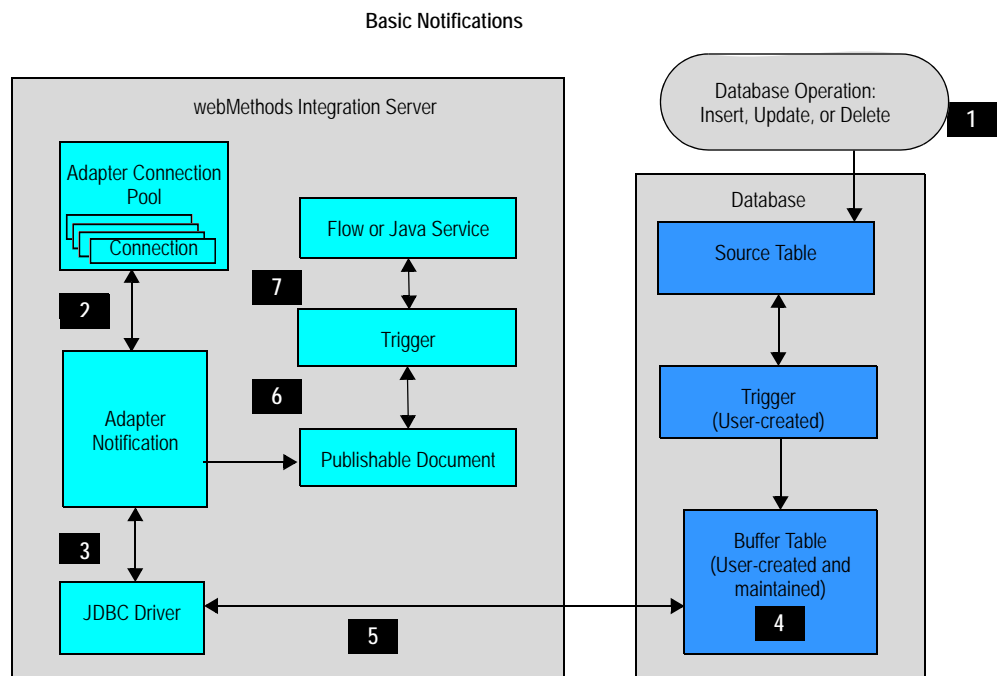 Basic Notifications
webMethods Integration Server
Adapter Connection
Pool
Connection
2
Adapter
Notification
3
JDBC Driver
Flow or Java Service
7
Trigger
6
Publishable Document
5
Database Operation:
Insert, Update, or Delete
1
Database
Source Table
Trigger
(User-created)
Buffer Table
(User-created and
maintained)
4